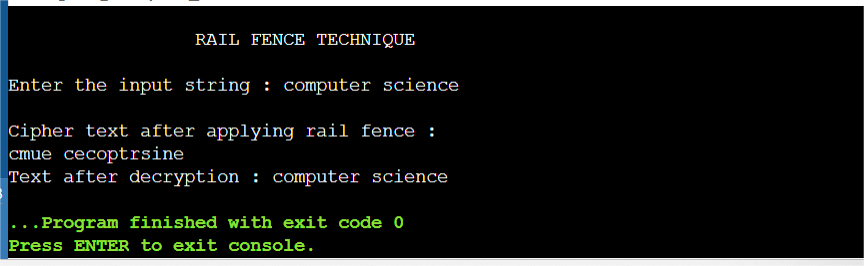 RAIL FENCE TECHNIQUE
Enter the input string : computer science
Cipher text after applying rail fence :
cmue cecoptrsine
Text after decryption : computer science
...Program finished with exit code 0
Press ENTER to exit console.